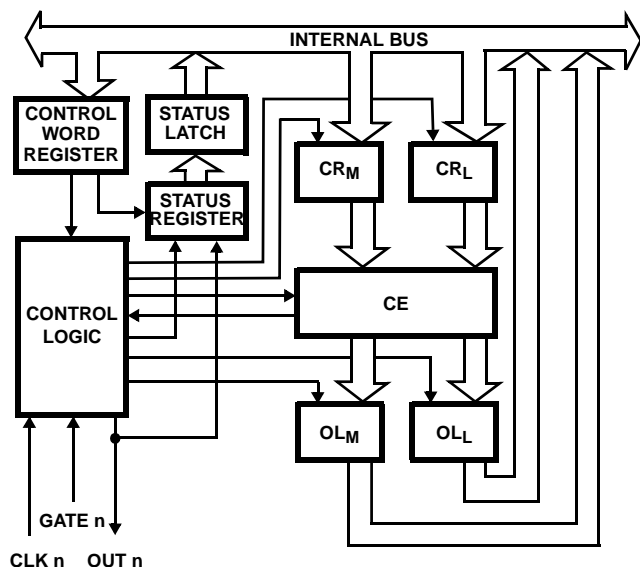 INTERNAL BUS
CONTROL
WORD
REGISTER
STATUS
LATCH
STATUS
REGISTER
CRM
CRL
CONTROL
LOGIC
CE
OLM
OLL
GATE n
CLK n
OUT n